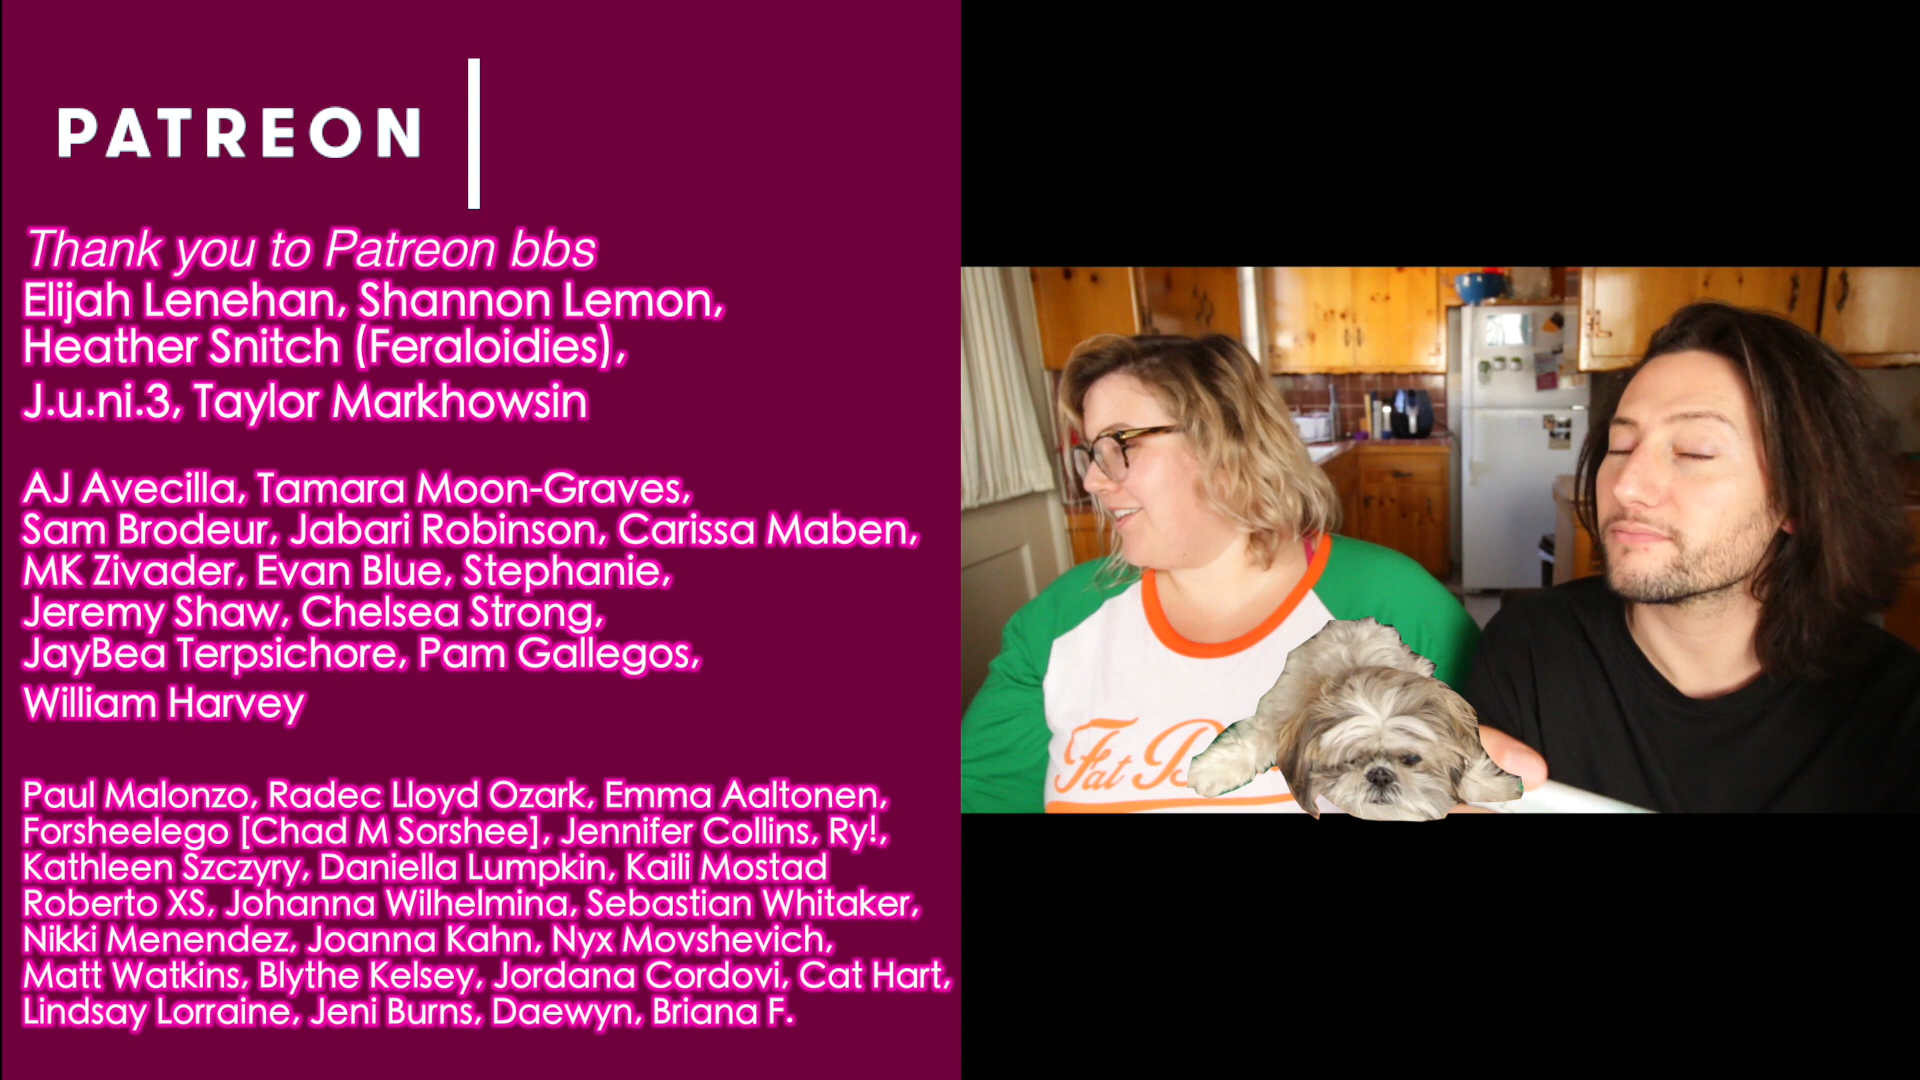 PATREON
Thank you to Patreon bbs
Elijah Lenehan, Shannon Lemon,
Heather Snitch (Feraloidies),
J.u.ni.3, Taylor Markhowsin
AJ Avecilla, Tamara Moon-Graves,
Sam Brodeur, Jabari Robinson, Carissa Maben,
MK Zivader, Evan Blue, Stephanie,
Jeremy Shaw, Chelsea Strong,
JayBea Terpsichore, Pam Gallegos,
William Harvey
Paul Malonzo, Radec Lloyd Ozark, Emma Aaltonen,
Forsheelego [Chad M Sorshee], Jennifer Collins, Ry!,
Kathleen Szczyry, Daniella Lumpkin, Kaili Mostad
Roberto XS, Johanna Wilhelmina, Sebastian Whitaker,
Nikki Menendez, Joanna Kahn, Nyx Movshevich,
Matt Watkins, Blythe Kelsey, Jordana Cordovi, Cat Hart,
Lindsay Lorraine, Jeni Burns, Daewyn, Briana F.
Fat